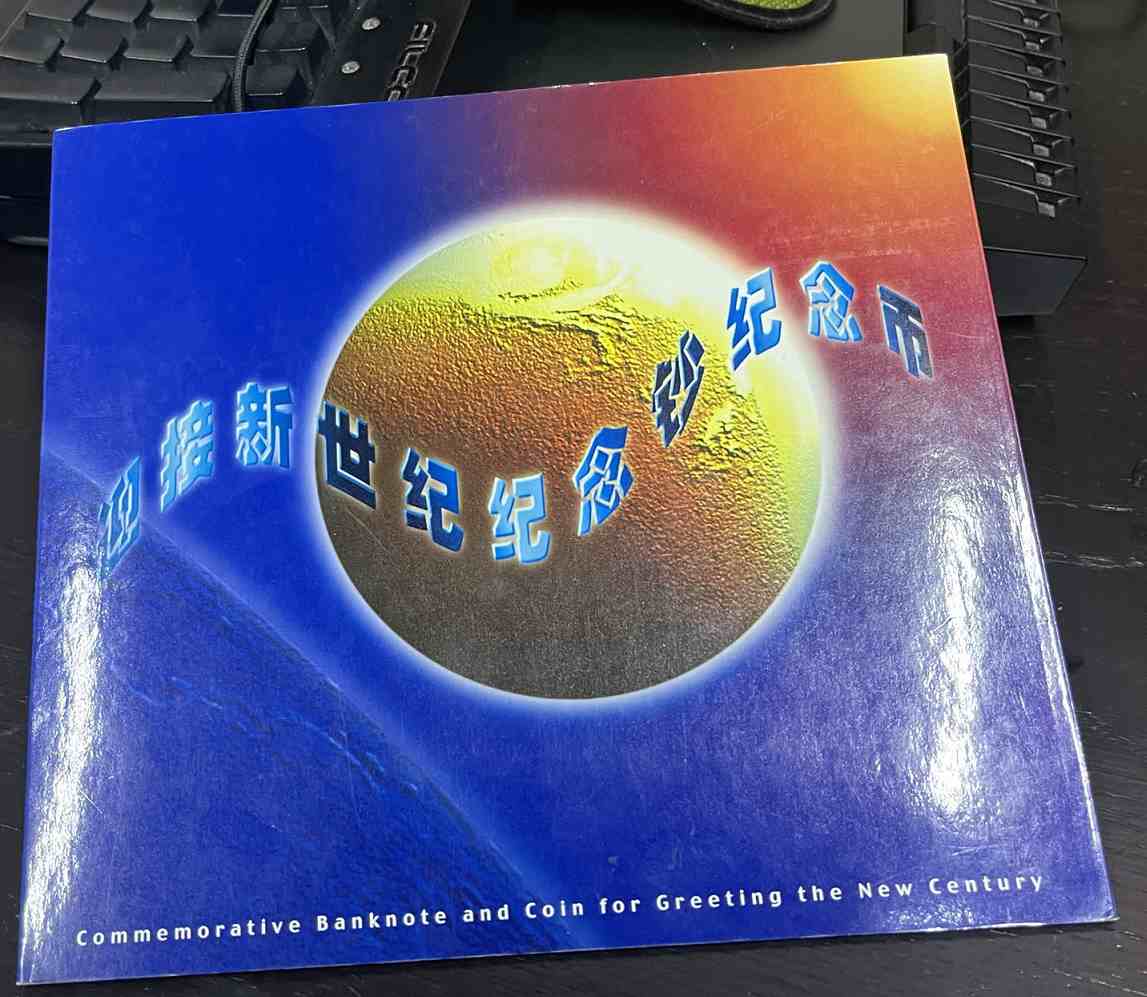 迎接新世纪纪念钞纪念币
Commemorative Banknote and Coin for Greeting the New Century